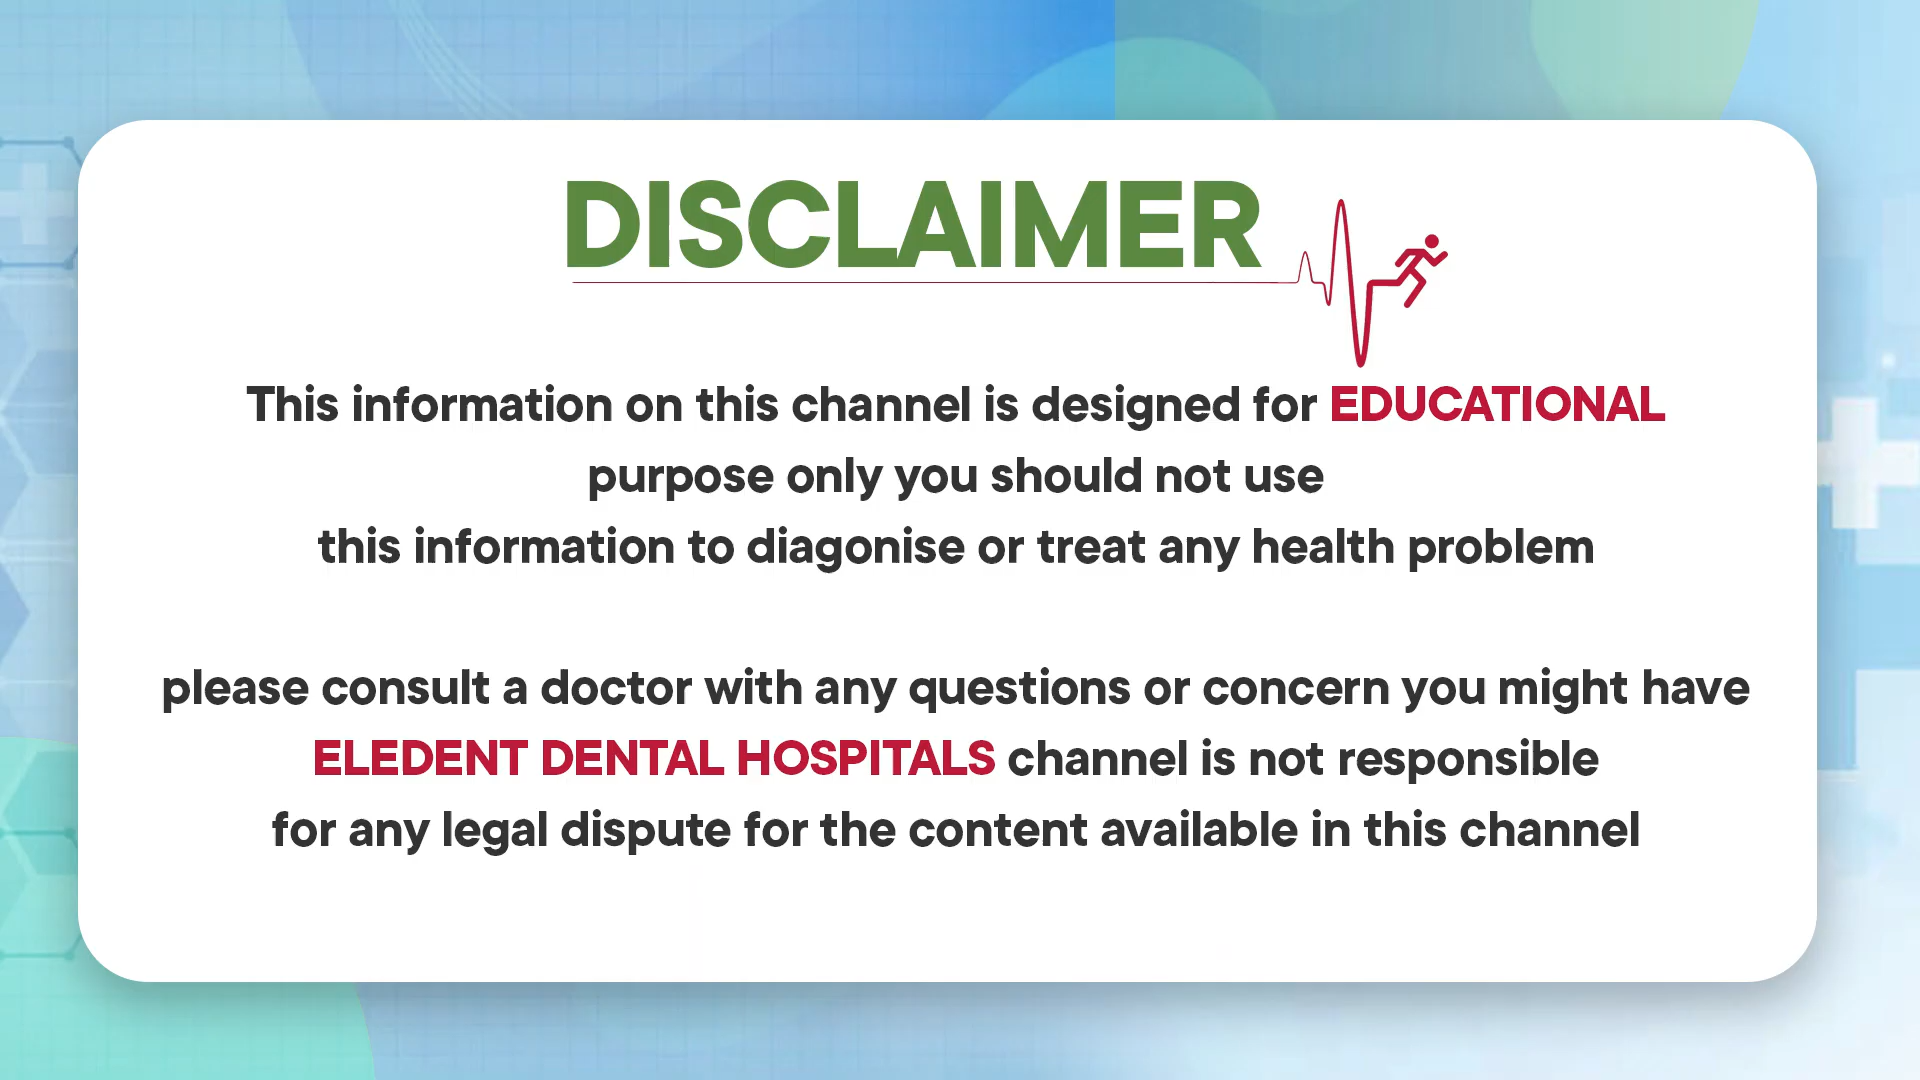 DISCLAIMER
This information on this channel is designed for EDUCATIONAL
purpose only you should not use
this information to diagonise or treat any health problem
please consult a doctor with any questions or concern you might have
ELEDENT DENTAL HOSPITALS channel is not responsible
for any legal dispute for the content available in this channel